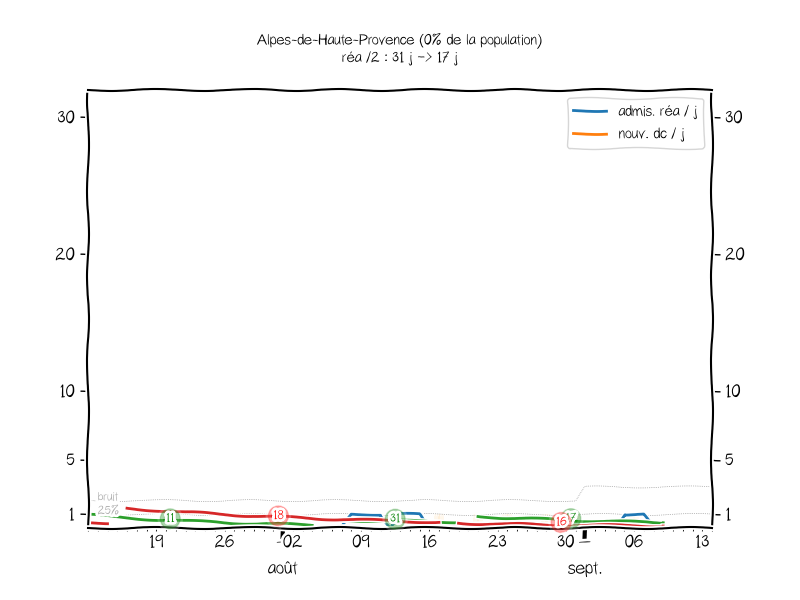 Alpes-de-Haute-Provence (0% de la population)
réa /2 : 31 j -> 17 j
admis. réa / j
nouv. dc / j
30 30
20 20
10 10
5 5
bruit
25%
1 1
11 18 31 16
19 26 02 09 16 23 30 06 13
août sept.